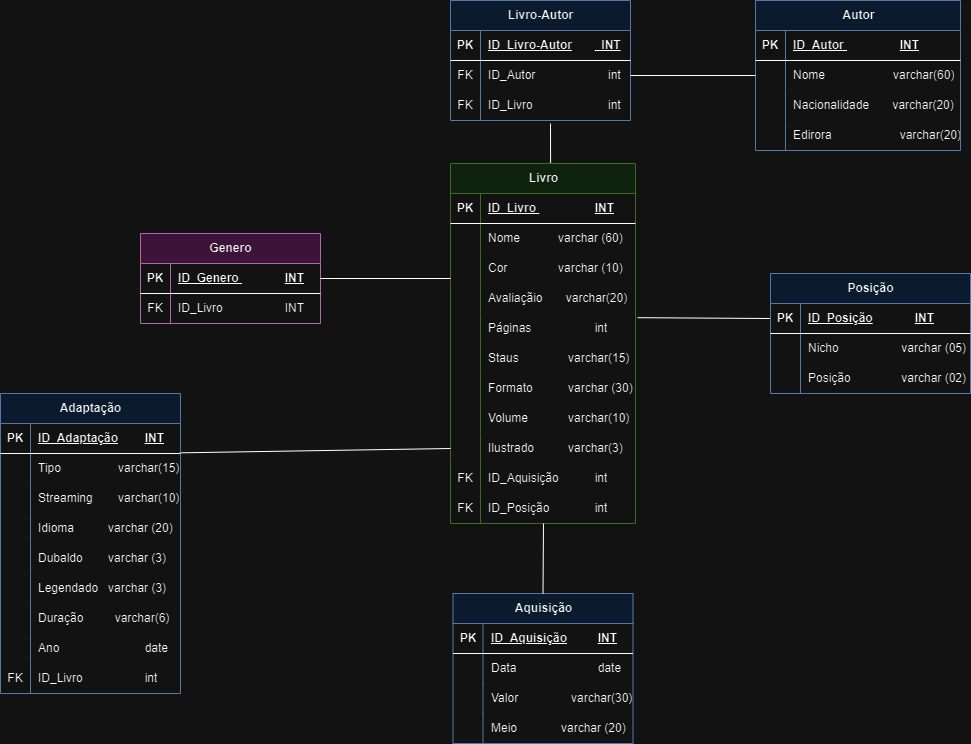 Livro-Autor
PK ID_Livro-Autor INT
FK ID_Autor int
FK ID_Livro int
Autor
PK ID_Autor INT
Nome varchar(60)
Nacionalidade varchar(20)
Edirora varchar(20)
Livro
PK ID_Livro INT
Nome varchar (60)
Cor varchar (10)
Avaliaçãio varchar(20)
Páginas int
Staus varchar(15)
Formato varchar (30)
Volume varchar(10)
Ilustrado varchar(3)
FK ID_Aquisição int
FK ID_Posição int
Genero
PK ID_Genero INT
FK ID_Livro INT
Posição
PK ID_Posição INT
Nicho varchar (05)
Posição varchar (02)
Adaptação
PK ID_Adaptação INT
Tipo varchar(15)
Streaming varchar(10)
Idioma varchar (20)
Dubaldo varchar (3)
Legendado varchar (3)
Duração varchar(6)
Ano date
FK ID_Livro int
Aquisição
PK ID_Aquisição INT
Data date
Valor varchar(30)
Meio varchar (20)